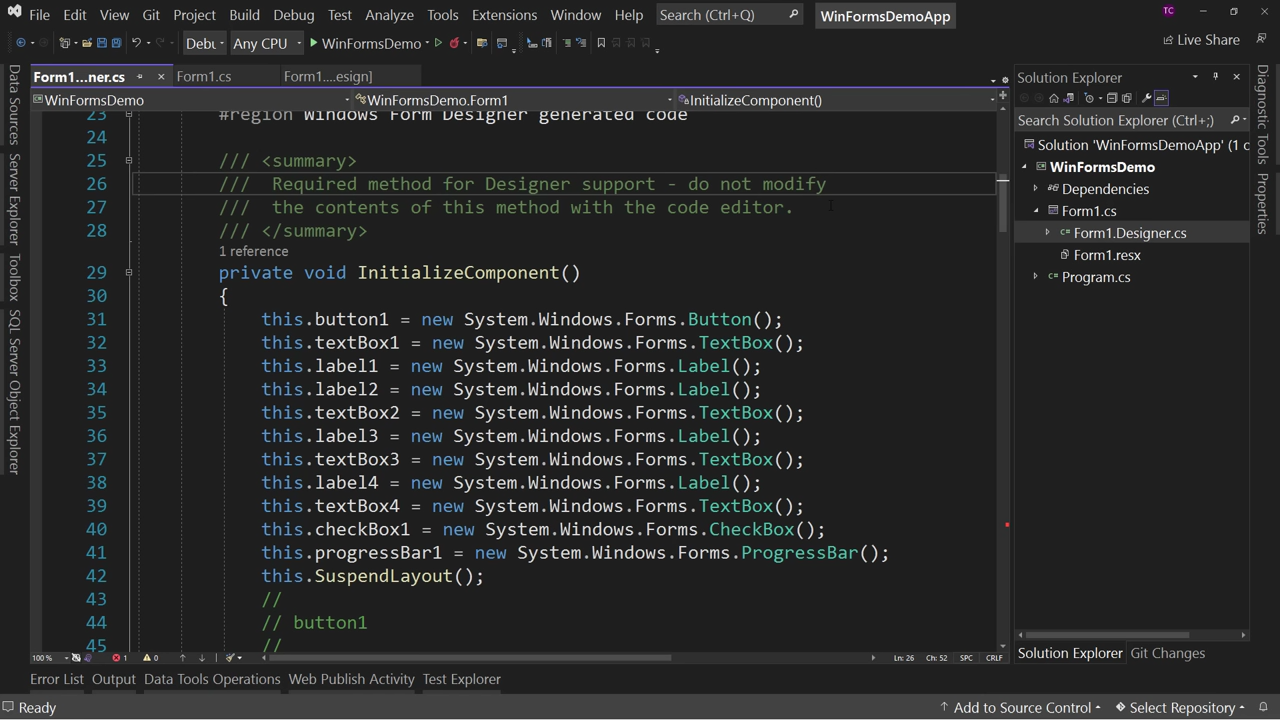 File Edit View Git Project Build Debug Test Analyze Tools Extensions Window Help Search (Ctrl+Q) WinFormsDemoApp TC
Debu Any CPU WinFormsDemo Live Share
Form1...ner.cs Form1.cs Form1....esign]
WinFormsDemo WinFormsDemo.Form1 InitializeComponent()
23 #region Windows Form Designer generated code
24
25 /// <summary>
26 /// Required method for Designer support - do not modify
27 /// the contents of this method with the code editor.
28 /// </summary>
1 reference
29 private void InitializeComponent()
30 {
31 this.button1 = new System.Windows.Forms.Button();
32 this.textBox1 = new System.Windows.Forms.TextBox();
33 this.label1 = new System.Windows.Forms.Label();
34 this.label2 = new System.Windows.Forms.Label();
35 this.textBox2 = new System.Windows.Forms.TextBox();
36 this.label3 = new System.Windows.Forms.Label();
37 this.textBox3 = new System.Windows.Forms.TextBox();
38 this.label4 = new System.Windows.Forms.Label();
39 this.textBox4 = new System.Windows.Forms.TextBox();
40 this.checkBox1 = new System.Windows.Forms.CheckBox();
41 this.progressBar1 = new System.Windows.Forms.ProgressBar();
42 this.SuspendLayout();
43 //
44 // button1
45 //
100 % 1 0 Ln: 26 Ch: 52 SPC CRLF
Data Sources
Server Explorer
Toolbox
SQL Server Object Explorer
Solution Explorer
Search Solution Explorer (Ctrl+;)
Solution 'WinFormsDemoApp' (1 o
WinFormsDemo
Dependencies
Form1.cs
Form1.Designer.cs
Form1.resx
Program.cs
Solution Explorer Git Changes
Diagnostic Tools
Properties
Error List Output Data Tools Operations Web Publish Activity Test Explorer
Ready Add to Source Control Select Repository